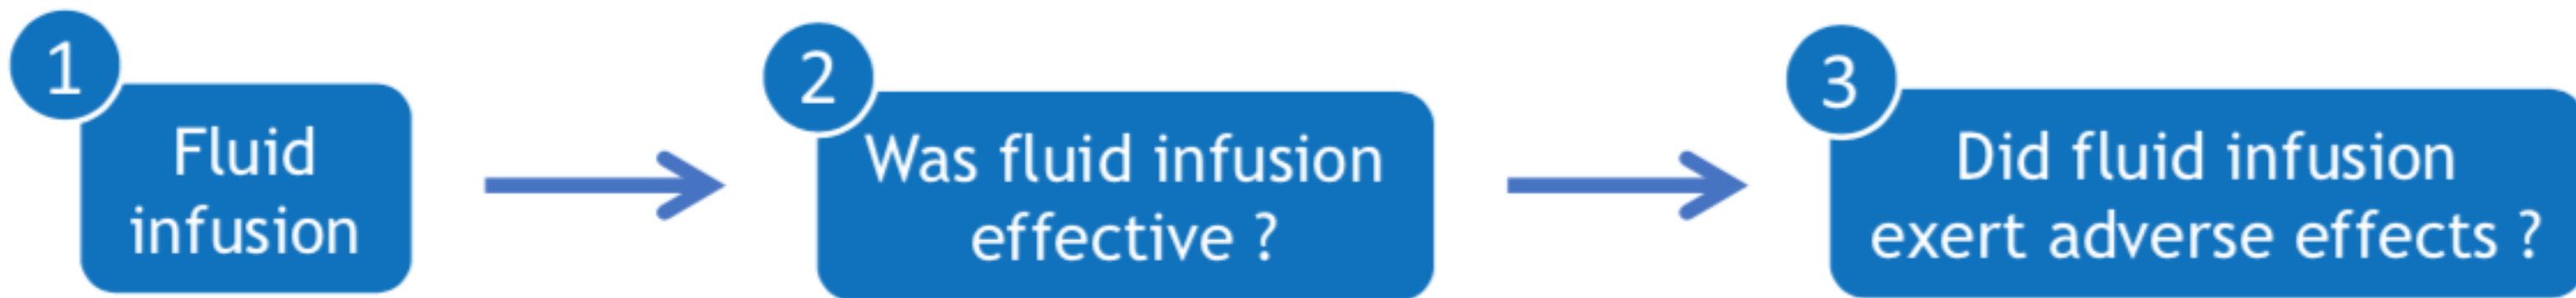 1
Fluid
infusion
2
Was fluid infusion
effective ?
3
Did fluid infusion
exert adverse effects ?